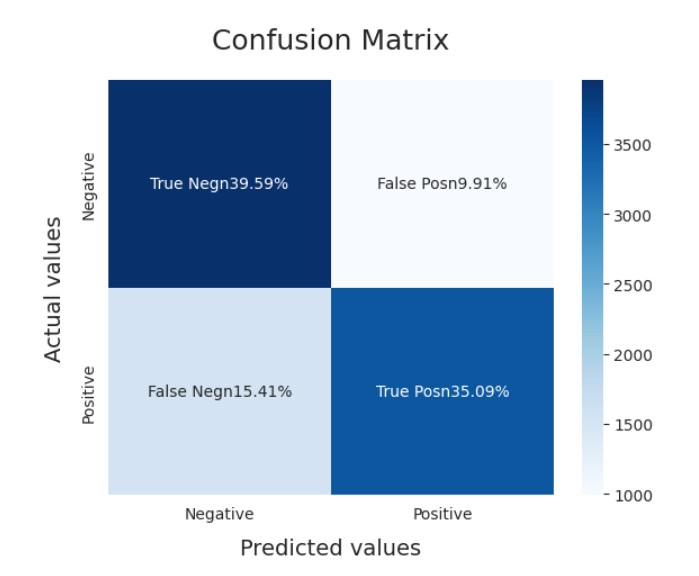 Confusion Matrix
Actual values
Negative
Positive
True Negn39.59%
False Posn9.91%
False Negn15.41%
True Posn35.09%
Negative
Positive
Predicted values
3500
3000
2500
2000
1500
1000